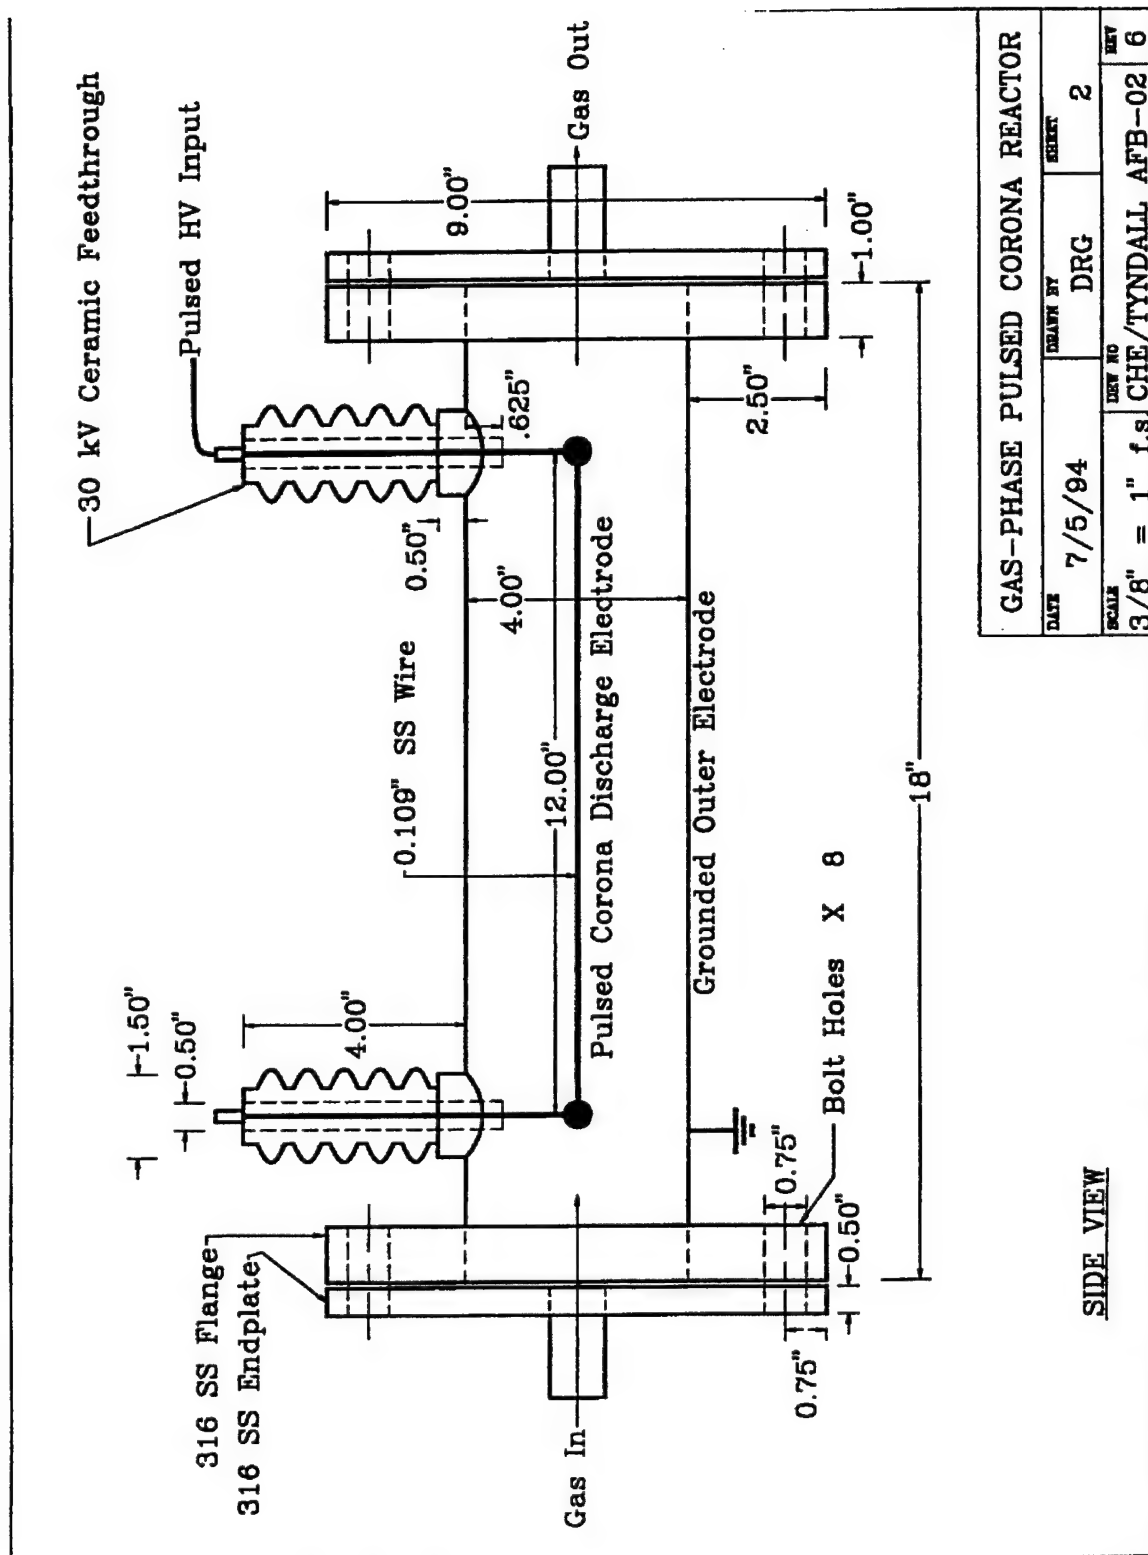 30 kV Ceramic Feedthrough
Pulsed HV Input
316 SS Flange
316 SS Endplate
1.50"
0.50"
4.00"
0.109" SS Wire
0.50"
.625"
9.00"
4.00"
12.00"
Gas In
Gas Out
Pulsed Corona Discharge Electrode
Grounded Outer Electrode
2.50"
1.00"
0.75"
0.50"
0.75"
Bolt Holes X 8
18"
SIDE VIEW
GAS-PHASE PULSED CORONA REACTOR
DATE 7/5/94
DRAWN BY DRG
SHEET 2
SCALE 3/8" = 1" f.s.
DRW NO CHE/TYNDALL AFB-02
REV 6